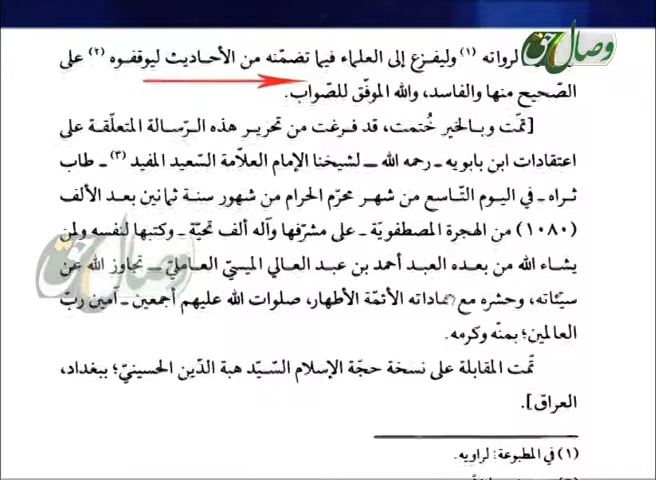 وصال حق
لرواته (١) وليفزع إلى العلماء فيما تضمّنه من الأحاديث ليوقفوه (٢) على
الصّحيح منها والفاسد، والله الموفّق للصّواب.
[تمّت وبالخير خُتمت، قد فرغت من تحرير هذه الرّسالة المتعلّقة على
اعتقادات ابن بابويه ـ رحمه الله ـ لشيخنا الإمام العلاّمة السّعيد المفيد (٣) ـ طاب
ثراه ـ في اليوم التّاسع من شهر محرّم الحرام من شهور سنة ثمانين بعد الألف
(١٠٨٠) من الهجرة المصطفويّة ـ على مشرّفها وآله ألف تحيّة ـ وكتبها لنفسه ولمن
يشاء الله من بعده العبد أحمد بن عبد العالي الميسيّ العامليّ ـ تجاوز الله عن
سيّئاته، وحشره مع ساداته الأئمّة الأطهار، صلوات الله عليهم أجمعين ـ آمين ربّ
العالمين؛ بمنّه وكرمه.
تمّت المقابلة على نسخة حجّة الإسلام السّيّد هبة الدّين الحسينيّ؛ ببغداد،
العراق].
(١) في المطبوعة: لراويه.
وصال حق